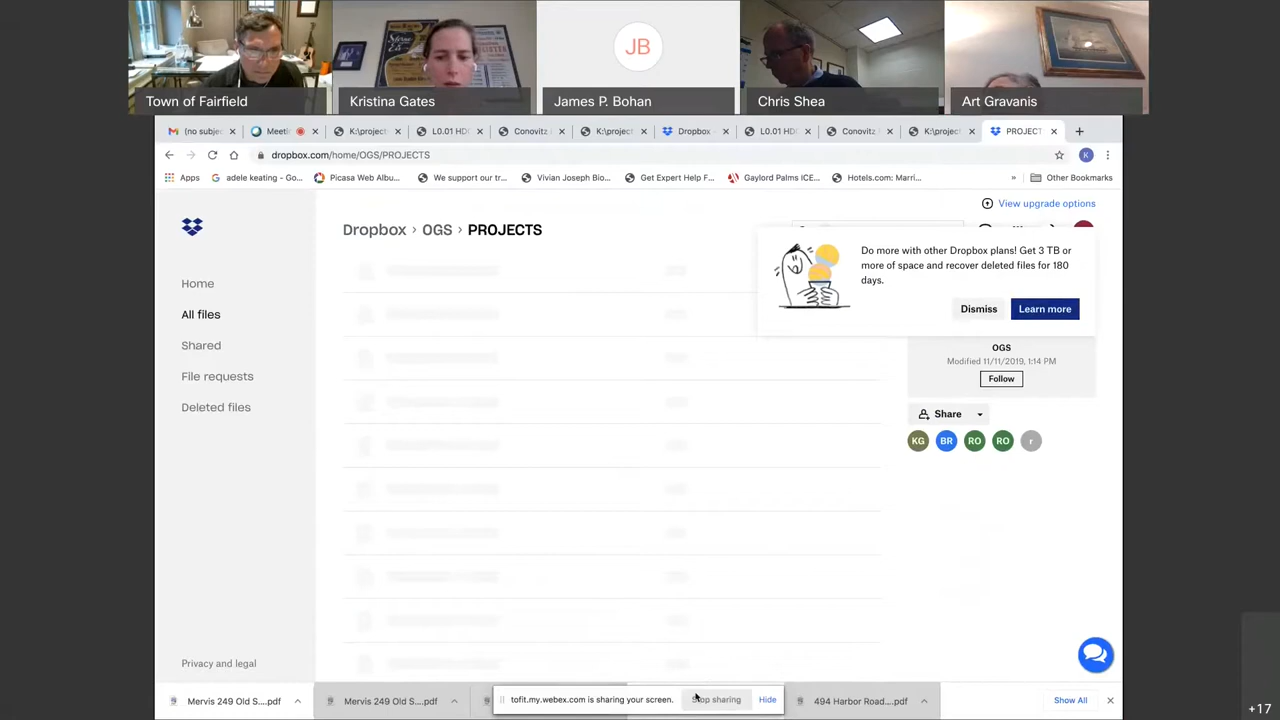 JB
Town of Fairfield
Kristina Gates
James P. Bohan
Chris Shea
Art Gravanis
(no subje
Meeti
K:\project
L0.01 HDC
Conovitz
K:\project
Dropbox -
L0.01 HDC
Conovitz
K:\project
PROJECT
dropbox.com/home/OGS/PROJECTS
K
Apps
adele keating - Go...
Picasa Web Albu...
We support our tr...
Vivian Joseph Bio...
Get Expert Help F...
Gaylord Palms ICE...
Hotels.com: Marri...
»
Other Bookmarks
View upgrade options
Dropbox › OGS › PROJECTS
Do more with other Dropbox plans! Get 3 TB or
more of space and recover deleted files for 180
days.
Dismiss
Learn more
Home
All files
Shared
File requests
Deleted files
OGS
Modified 11/11/2019, 1:14 PM
Follow
Share
KG
BR
RO
RO
r
Privacy and legal
Mervis 249 Old S....pdf
Mervis 249 Old S....pdf
tofit.my.webex.com is sharing your screen.
Stop sharing
Hide
494 Harbor Road....pdf
Show All
+17